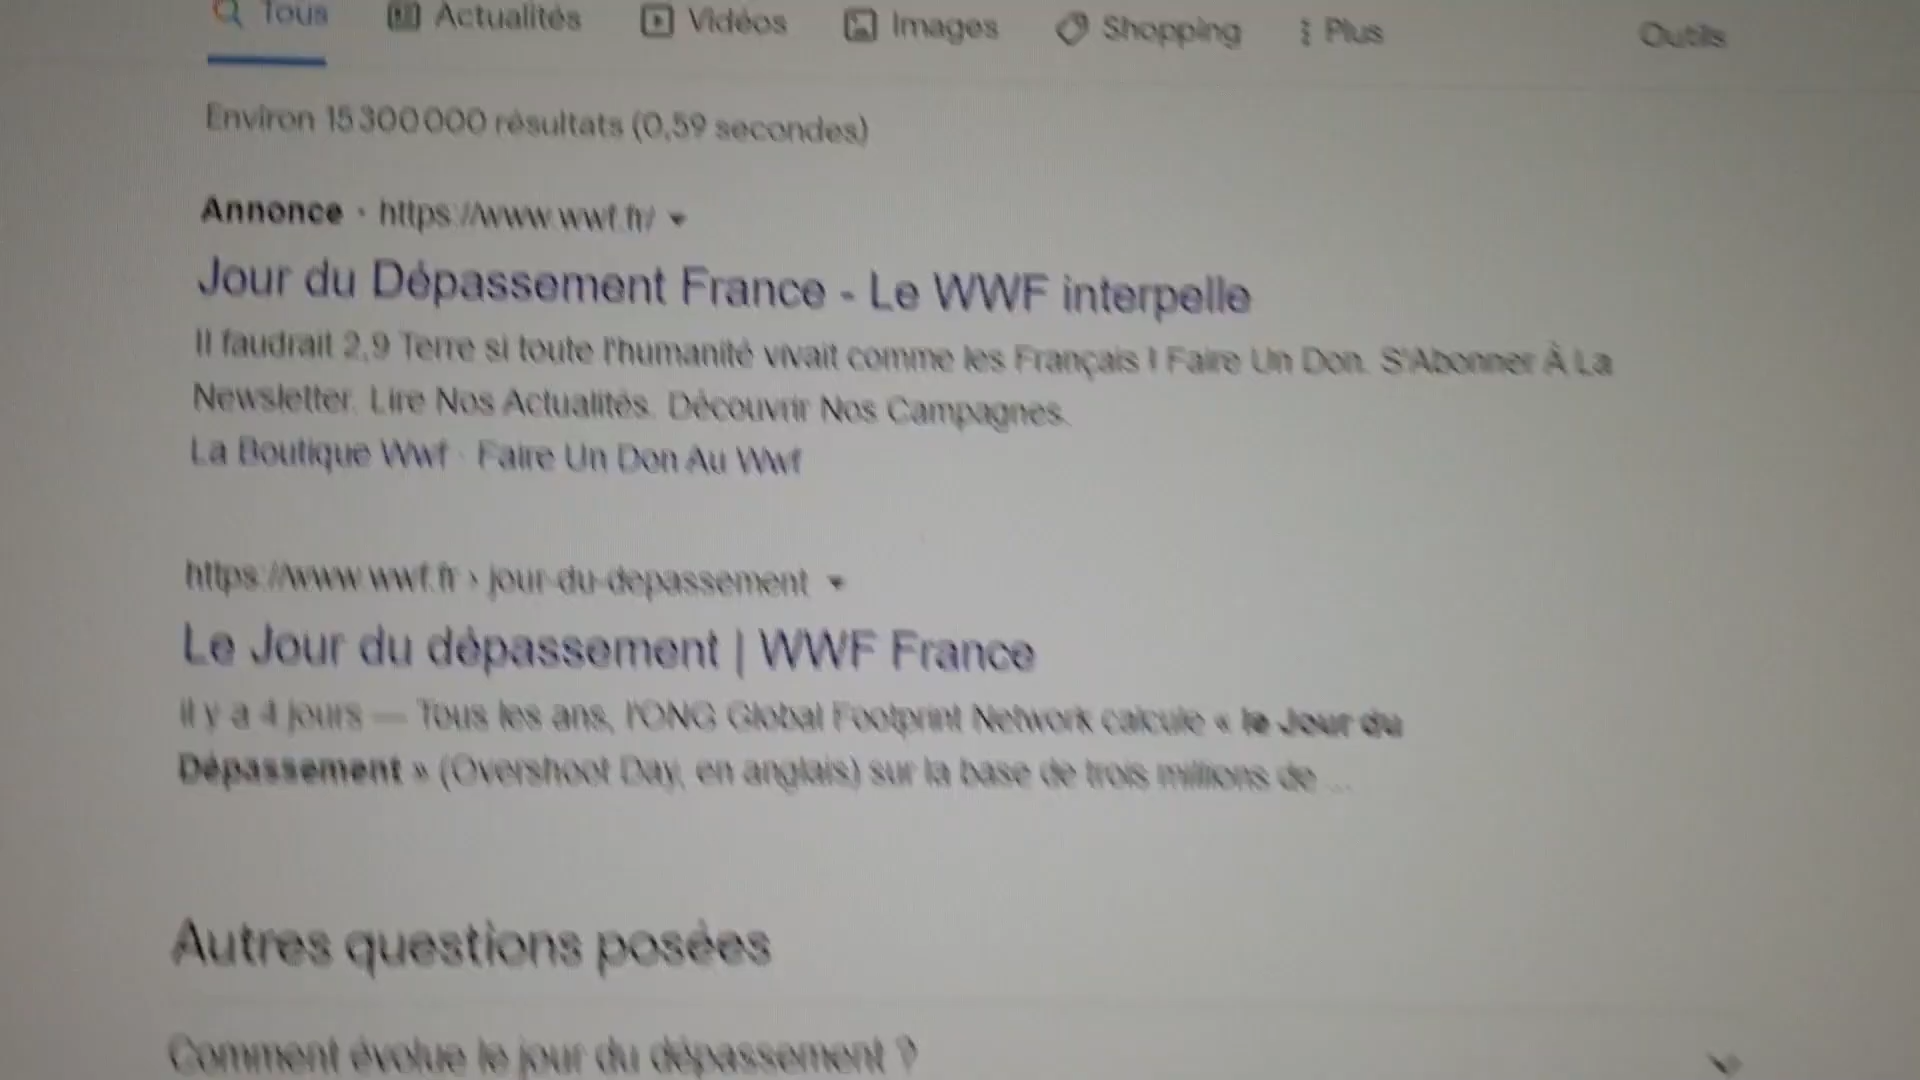 Tous Actualités Vidéos Images Shopping Plus Outils
Environ 15 300 000 résultats (0,59 secondes)
Annonce · https://www.wwf.fr/
Jour du Dépassement France - Le WWF interpelle
Il faudrait 2,9 Terre si toute l'humanité vivait comme les Français ! Faire Un Don. S'Abonner À La
Newsletter. Lire Nos Actualités. Découvrir Nos Campagnes.
La Boutique Wwf · Faire Un Don Au Wwf
https://www.wwf.fr › jour-du-depassement
Le Jour du dépassement | WWF France
il y a 4 jours — Tous les ans, l'ONG Global Footprint Network calcule « le Jour du
Dépassement » (Overshoot Day, en anglais) sur la base de trois millions de ...
Autres questions posées
Comment évolue le jour du dépassement ?